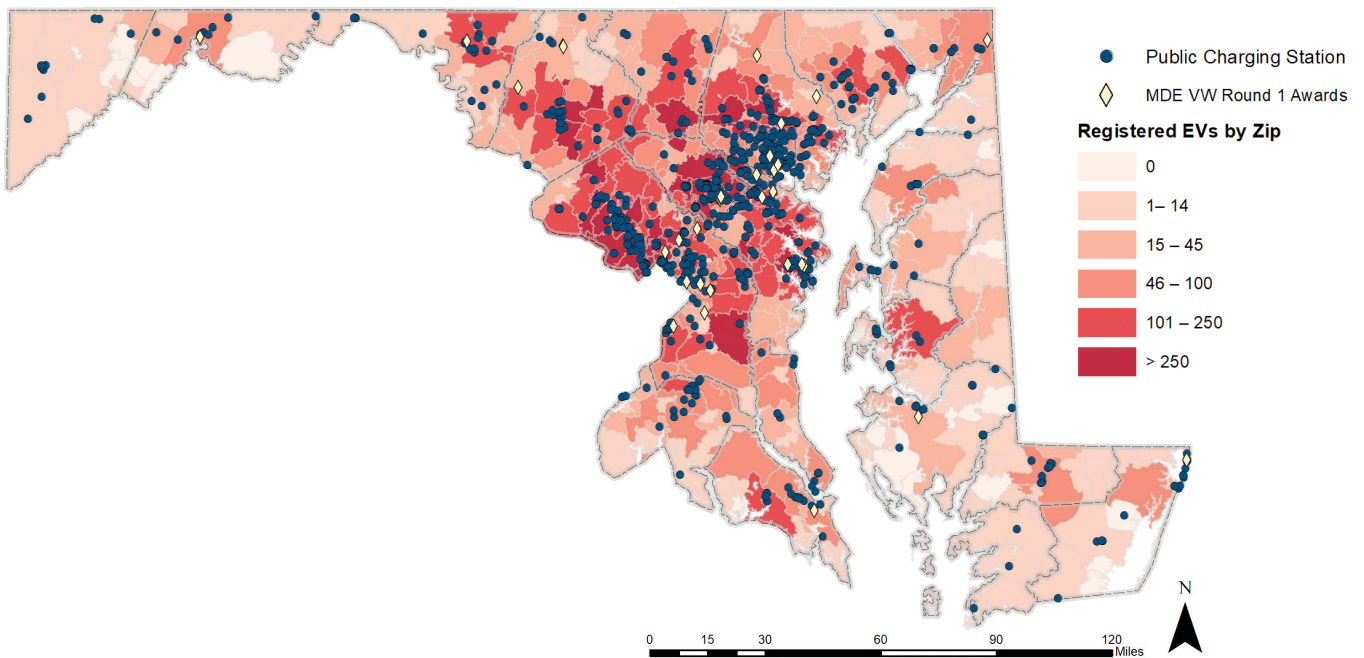 Public Charging Station
MDE VW Round 1 Awards
Registered EVs by Zip
0
1– 14
15 – 45
46 – 100
101 – 250
> 250
N
0 15 30 60 90 120
Miles